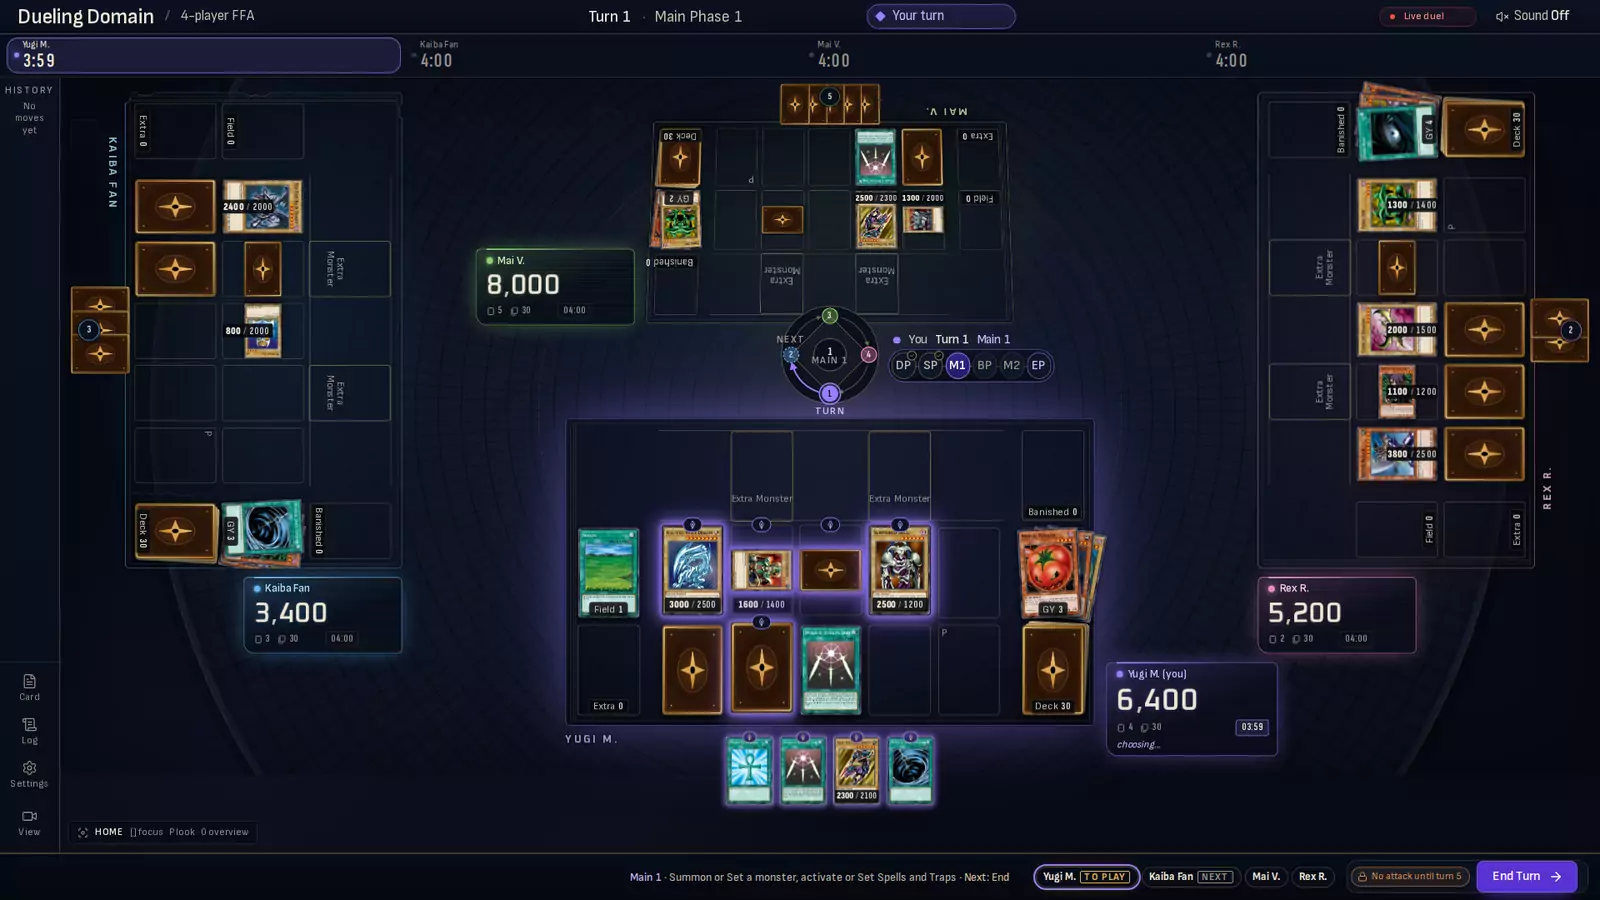 Dueling Domain / 4-player FFA
Turn 1 · Main Phase 1
Your turn
Live duel
Sound Off
Yugi M.
3:59
Kaiba Fan
4:00
Mai V.
4:00
Rex R.
4:00
HISTORY
No moves yet
KAIBA FAN
Extra 0
Field 0
2400 / 2000
Extra Monster
3
800 / 2000
Extra Monster
P
Deck 30
GY 3
Banished 0
Kaiba Fan
3,400
3 30 04:00
5
MAI V.
Deck 30
P
Extra 0
GY 2
2500 / 2300
1300 / 2000
Field 0
Banished 0
Extra Monster
Extra Monster
Mai V.
8,000
5 30 04:00
NEXT
3
2
1
MAIN 1
4
1
TURN
You Turn 1 Main 1
DP SP M1 BP M2 EP
Banished 0
GY 4
Deck 30
1300 / 1400
P
Extra Monster
2000 / 1500
2
Extra Monster
1100 / 1200
3800 / 2500
REX R.
Field 0
Extra 0
Rex R.
5,200
2 30 04:00
Extra Monster
Extra Monster
Banished 0
Field 1
3000 / 2500
1600 / 1400
2500 / 1200
GY 3
P
Extra 0
Deck 30
YUGI M.
Yugi M. (you)
6,400
4 30 03:59
choosing...
2300 / 2100
Card
Log
Settings
View
HOME [] focus P look 0 overview
Main 1 · Summon or Set a monster, activate or Set Spells and Traps · Next: End
Yugi M. TO PLAY
Kaiba Fan NEXT
Mai V.
Rex R.
No attack until turn 5
End Turn